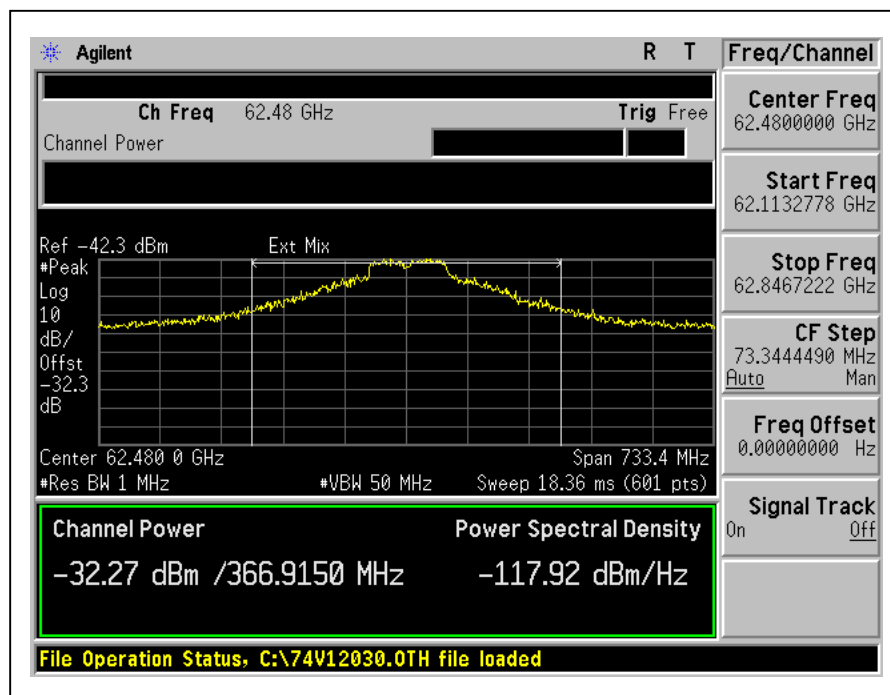 Agilent R T Freq/Channel
Ch Freq 62.48 GHz Trig Free
Channel Power
Center Freq
62.4800000 GHz
Start Freq
62.1132778 GHz
Stop Freq
62.8467222 GHz
CF Step
73.3444490 MHz
Auto Man
Freq Offset
0.00000000 Hz
Signal Track
On Off
Ref -42.3 dBm Ext Mix
#Peak
Log
10
dB/
Offst
-32.3
dB
Center 62.480 0 GHz Span 733.4 MHz
#Res BW 1 MHz #VBW 50 MHz Sweep 18.36 ms (601 pts)
Channel Power Power Spectral Density
-32.27 dBm /366.9150 MHz -117.92 dBm/Hz
File Operation Status, C:\74V12030.OTH file loaded